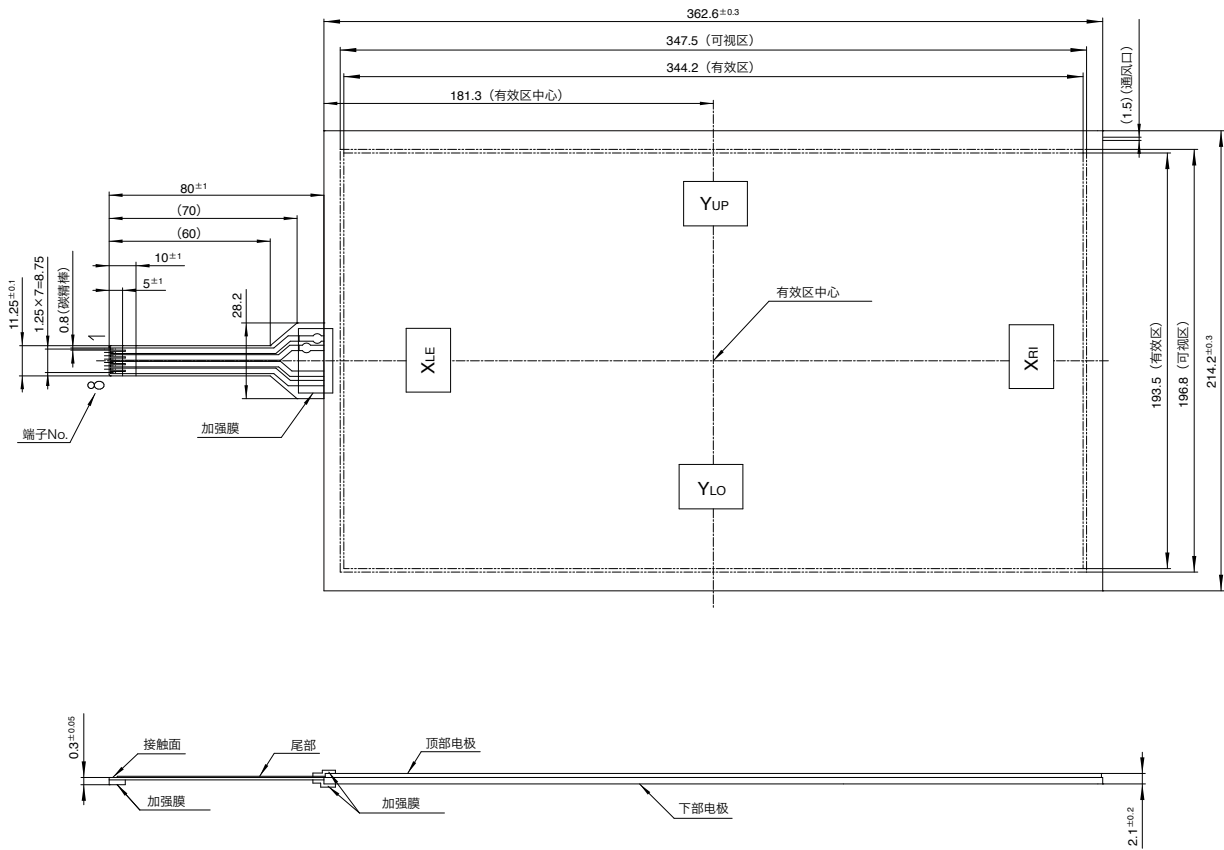 362.6±0.3
347.5（可视区）
344.2（有效区）
181.3（有效区中心）
(1.5)（通风口）
80±1
(70)
(60)
10±1
5±1
11.25±0.1
1.25×7=8.75
0.8（碳精棒）
28.2
1
8
端子No.
加强膜
YUP
有效区中心
XLE
XRI
YLO
193.5（有效区）
196.8（可视区）
214.2±0.3
0.3±0.05
接触面
尾部
顶部电极
加强膜
加强膜
下部电极
2.1±0.2